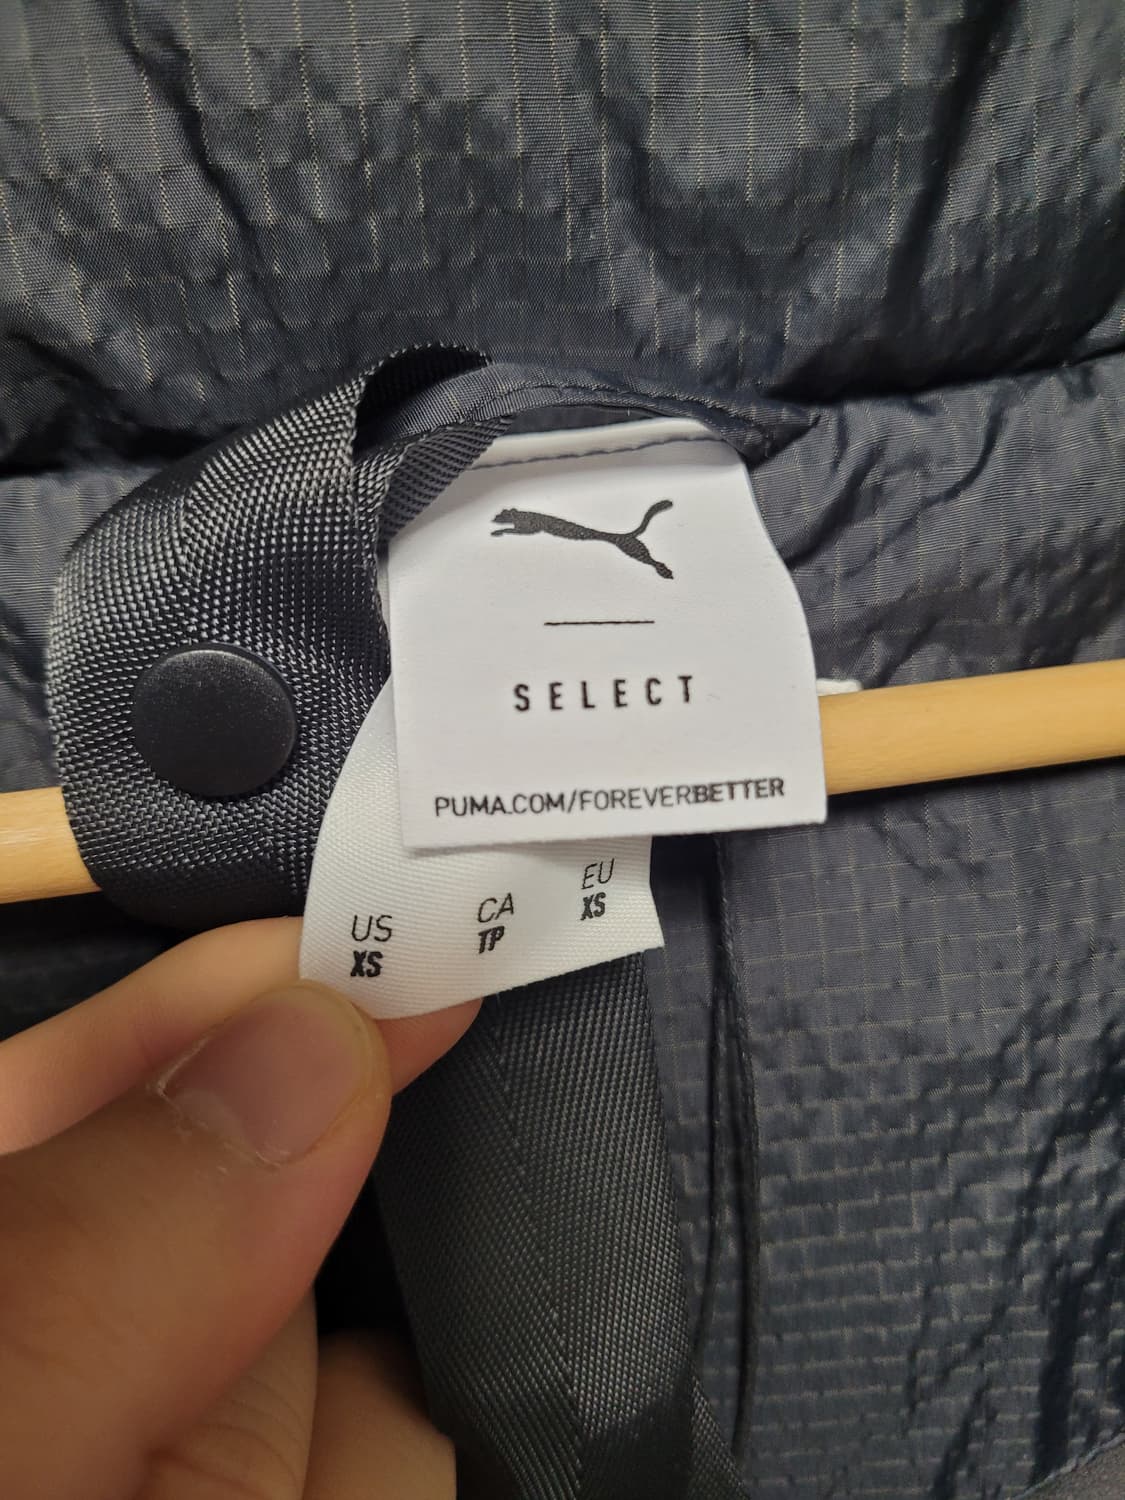 SELECT
PUMA.COM/FOREVERBETTER
US CA EU
XS TP XS